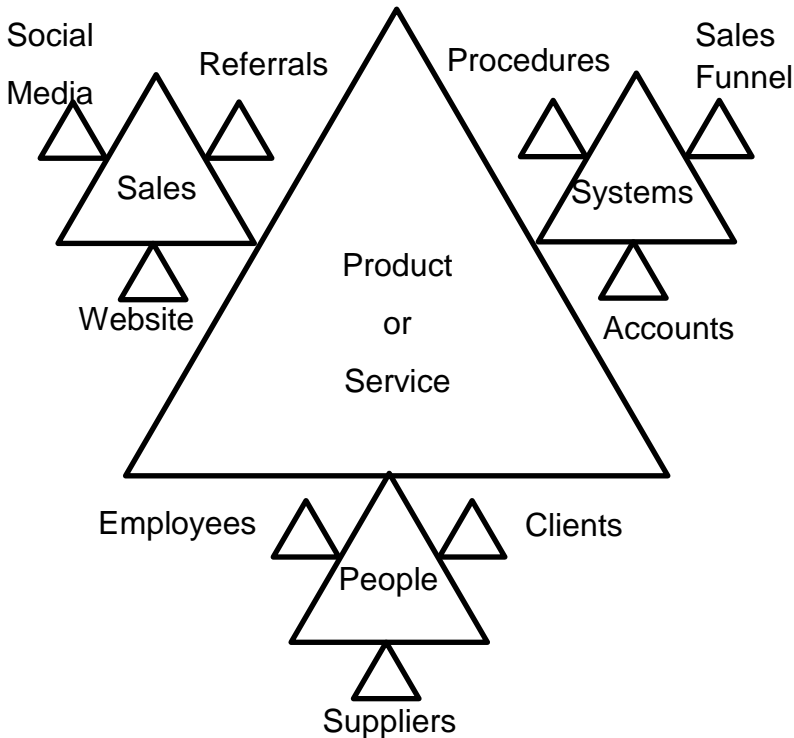 Social
Media
Referrals
Sales
Website
Procedures
Sales
Funnel
Systems
Accounts
Product
or
Service
Employees
Clients
People
Suppliers